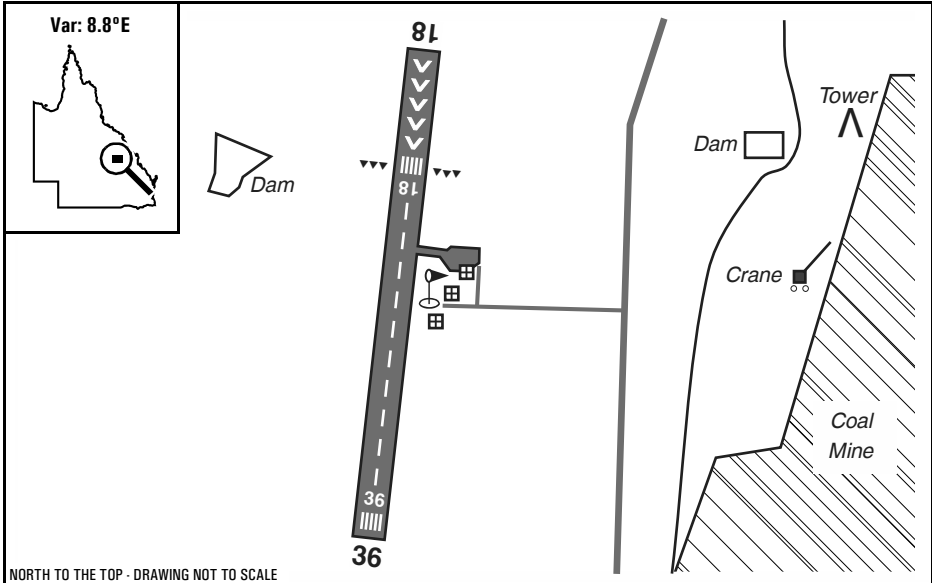 Var: 8.8°E
18
Tower
Dam
Dam
18
Crane
Coal
Mine
36
36
NORTH TO THE TOP - DRAWING NOT TO SCALE